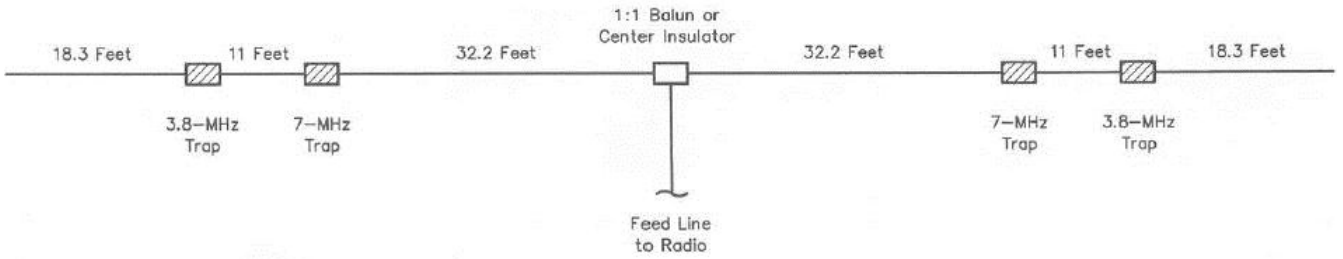 1:1 Balun or
Center Insulator
18.3 Feet
11 Feet
32.2 Feet
32.2 Feet
11 Feet
18.3 Feet
3.8-MHz
Trap
7-MHz
Trap
7-MHz
Trap
3.8-MHz
Trap
Feed Line
to Radio